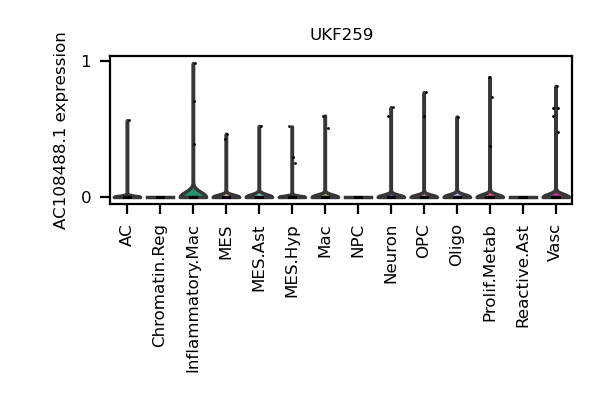 UKF259
AC108488.1 expression
1
0
AC
Chromatin.Reg
Inflammatory.Mac
MES
MES.Ast
MES.Hyp
Mac
NPC
Neuron
OPC
Oligo
Prolif.Metab
Reactive.Ast
Vasc